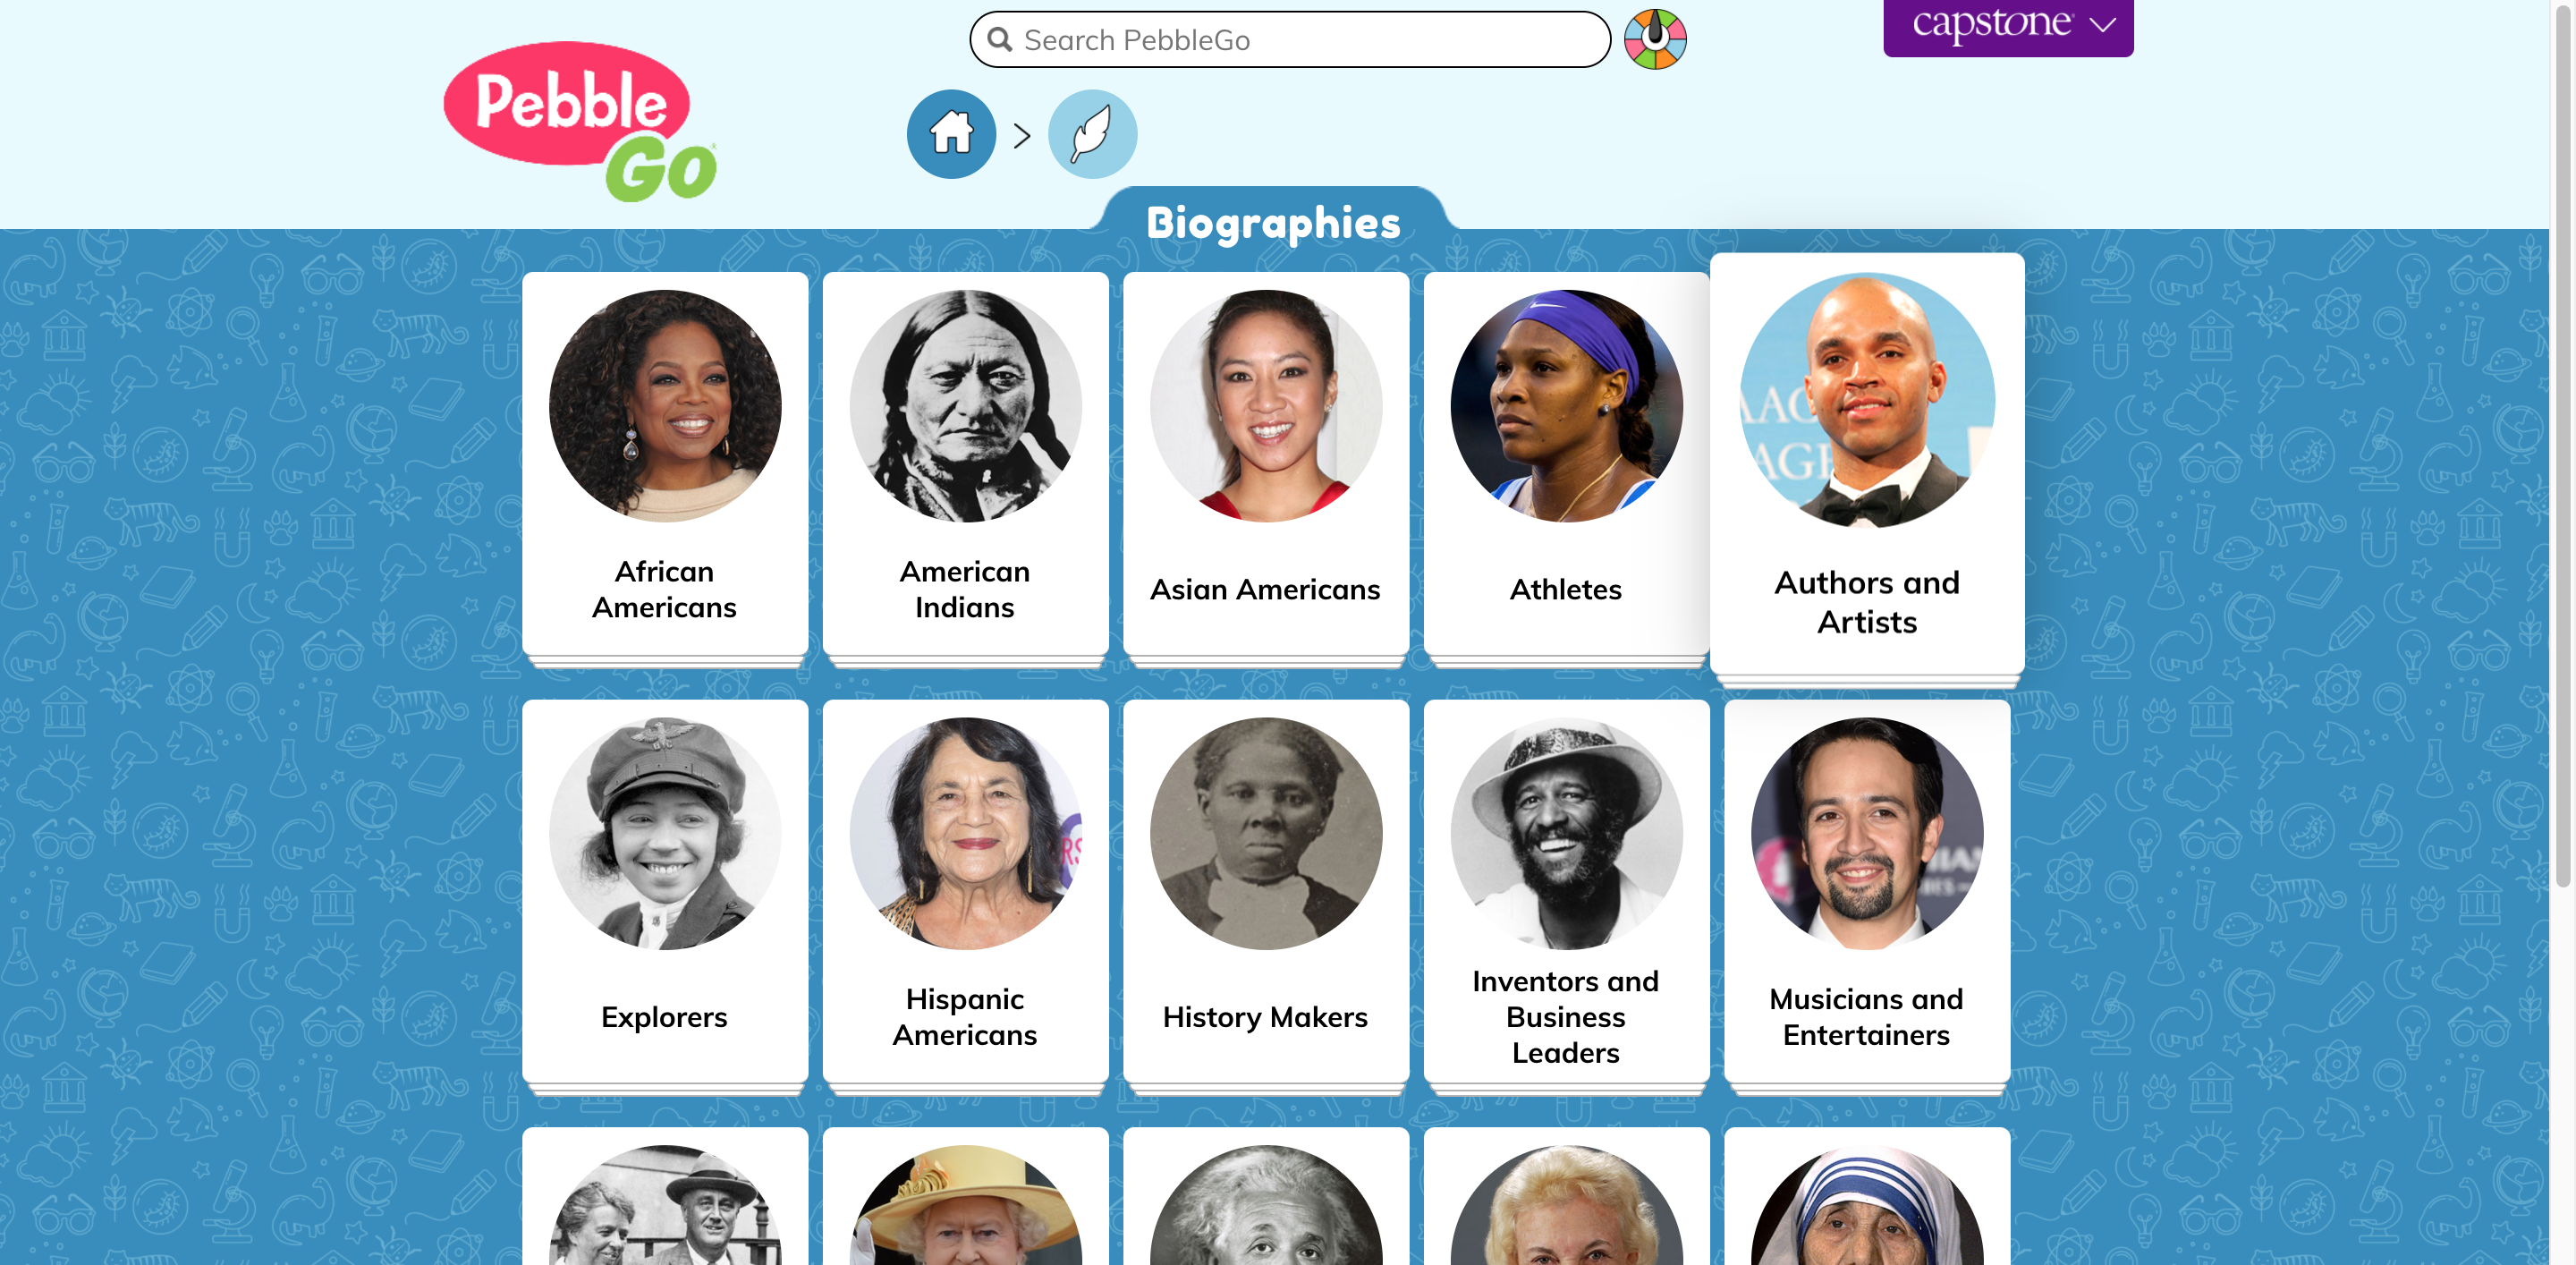 Search PebbleGo
capstone
Pebble
Go
Biographies
African
Americans
American
Indians
Asian Americans
Athletes
Authors and
Artists
Explorers
Hispanic
Americans
History Makers
Inventors and
Business
Leaders
Musicians and
Entertainers